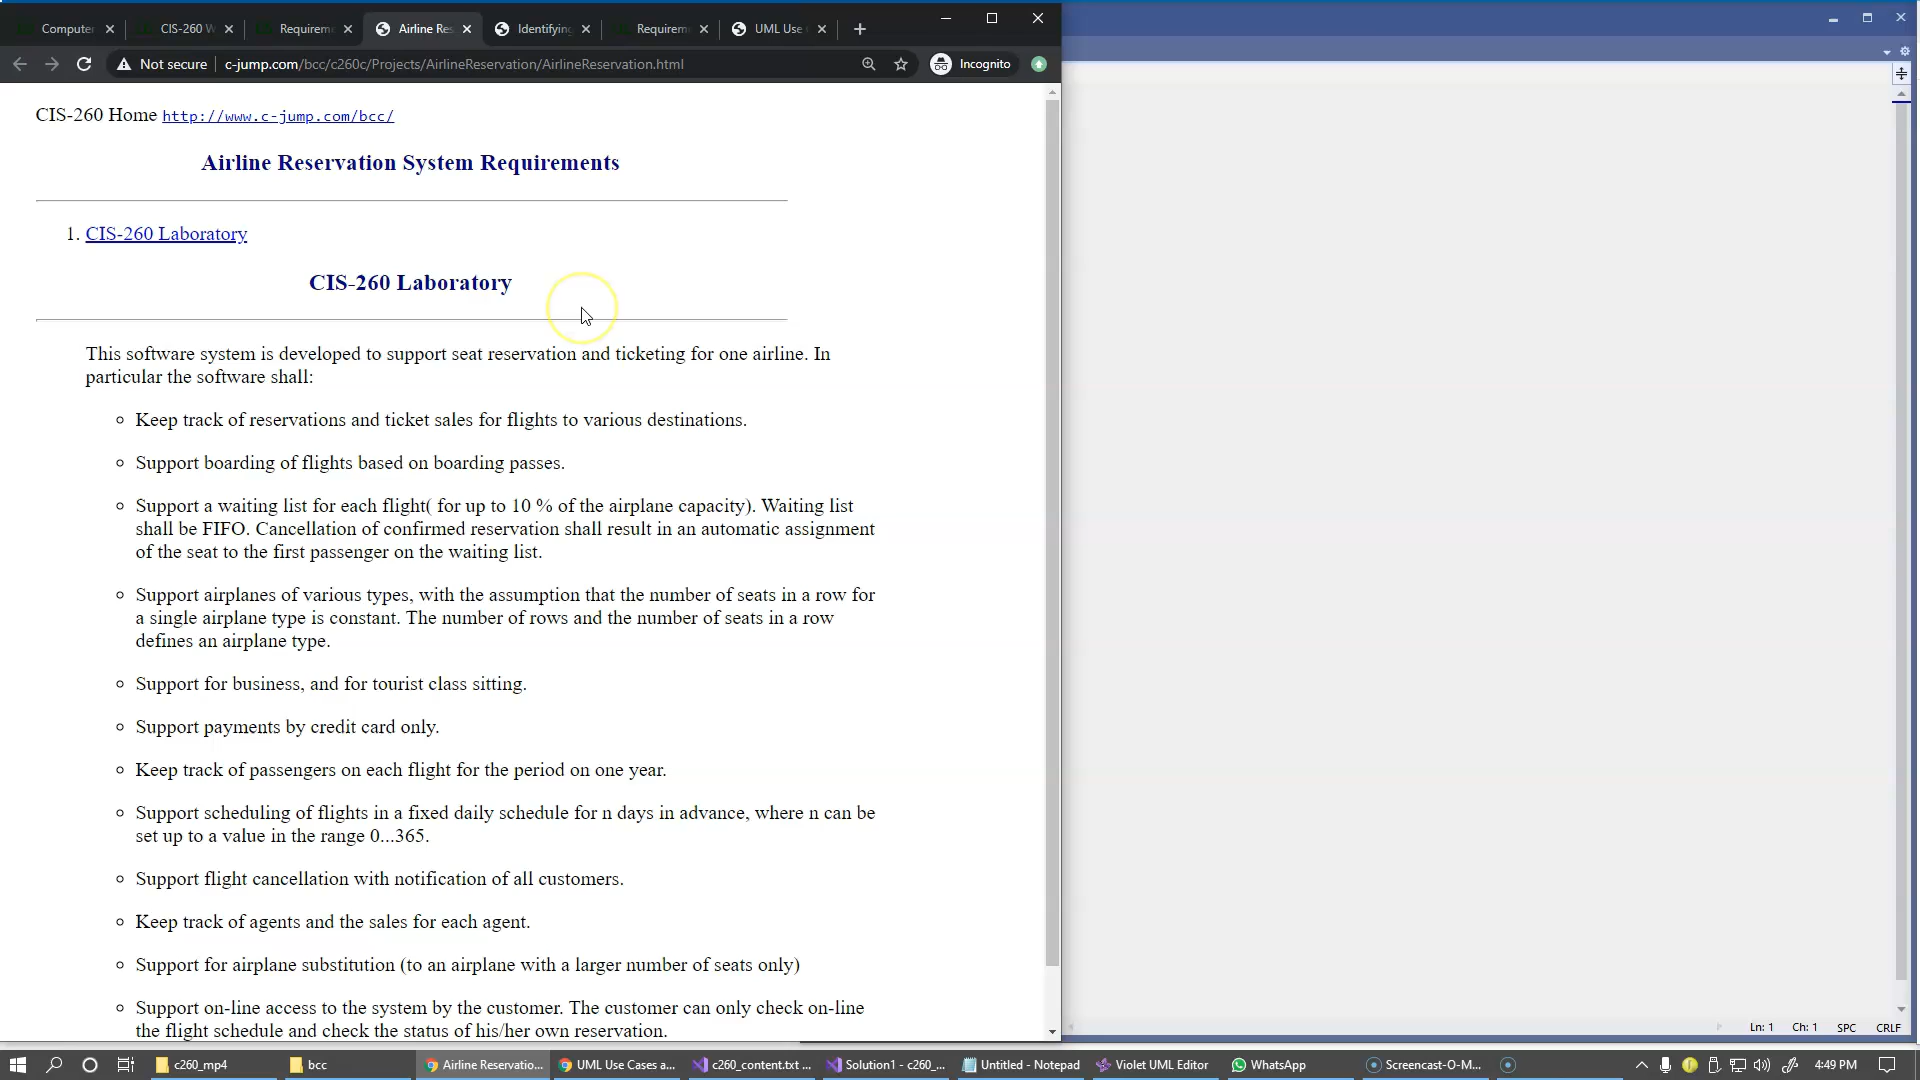 Computer
CIS-260 W
Requirem
Airline Res
Identifying
Requirem
UML Use
Not secure
c-jump.com/bcc/c260c/Projects/AirlineReservation/AirlineReservation.html
Incognito
CIS-260 Home http://www.c-jump.com/bcc/
Airline Reservation System Requirements
1. CIS-260 Laboratory
CIS-260 Laboratory
This software system is developed to support seat reservation and ticketing for one airline. In
particular the software shall:
Keep track of reservations and ticket sales for flights to various destinations.
Support boarding of flights based on boarding passes.
Support a waiting list for each flight( for up to 10 % of the airplane capacity). Waiting list
shall be FIFO. Cancellation of confirmed reservation shall result in an automatic assignment
of the seat to the first passenger on the waiting list.
Support airplanes of various types, with the assumption that the number of seats in a row for
a single airplane type is constant. The number of rows and the number of seats in a row
defines an airplane type.
Support for business, and for tourist class sitting.
Support payments by credit card only.
Keep track of passengers on each flight for the period on one year.
Support scheduling of flights in a fixed daily schedule for n days in advance, where n can be
set up to a value in the range 0...365.
Support flight cancellation with notification of all customers.
Keep track of agents and the sales for each agent.
Support for airplane substitution (to an airplane with a larger number of seats only)
Support on-line access to the system by the customer. The customer can only check on-line
the flight schedule and check the status of his/her own reservation.
Ln: 1 Ch: 1 SPC CRLF
c260_mp4
bcc
Airline Reservatio...
UML Use Cases a...
c260_content.txt ...
Solution1 - c260_...
Untitled - Notepad
Violet UML Editor
WhatsApp
Screencast-O-M...
4:49 PM